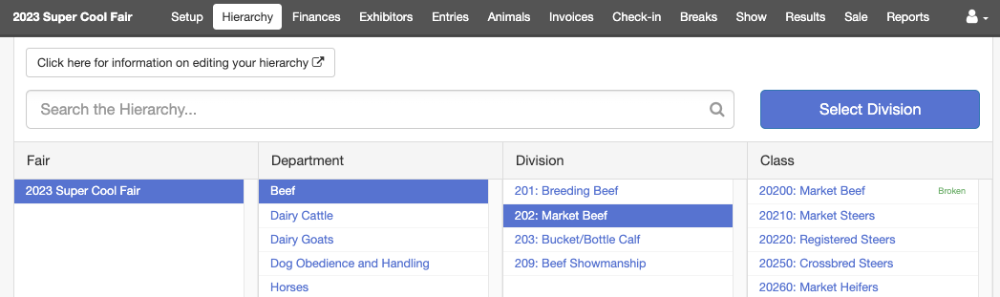 2023 Super Cool Fair Setup Hierarchy Finances Exhibitors Entries Animals Invoices Check-in Breaks Show Results Sale Reports
Click here for information on editing your hierarchy
Search the Hierarchy... Select Division
Fair Department Division Class
2023 Super Cool Fair Beef 201: Breeding Beef 20200: Market Beef Broken
Dairy Cattle 202: Market Beef 20210: Market Steers
Dairy Goats 203: Bucket/Bottle Calf 20220: Registered Steers
Dog Obedience and Handling 209: Beef Showmanship 20250: Crossbred Steers
Horses 20260: Market Heifers